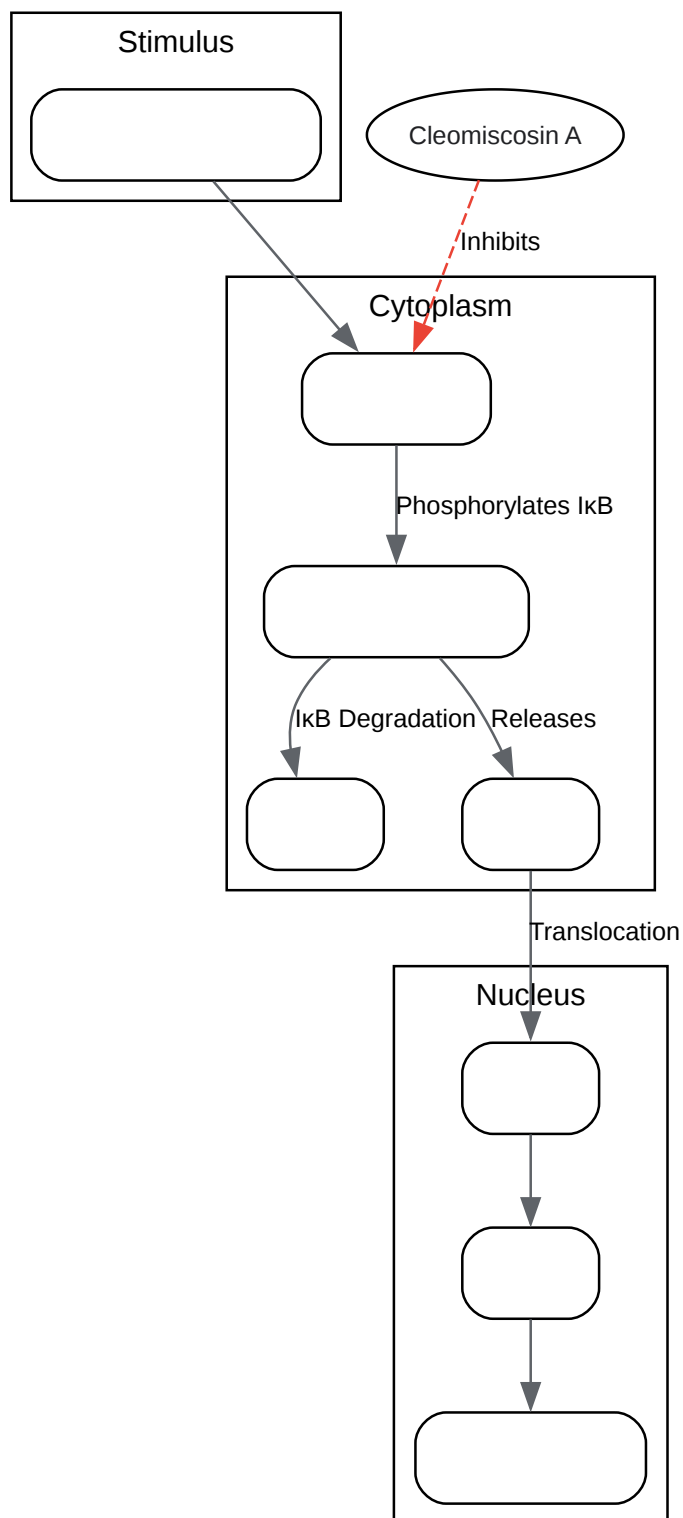 Stimulus
Cleomiscosin A
Inhibits
Cytoplasm
Phosphorylates IκB
IκB Degradation
Releases
Translocation
Nucleus